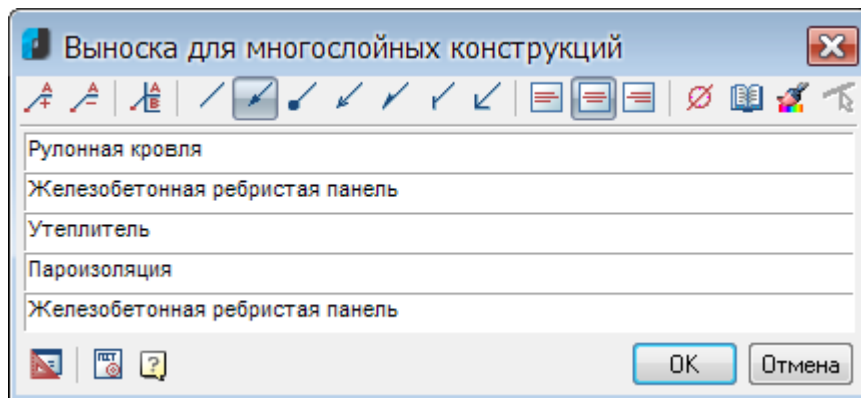 Выноска для многослойных конструкций
Рулонная кровля
Железобетонная ребристая панель
Утеплитель
Пароизоляция
Железобетонная ребристая панель
OK
Отмена